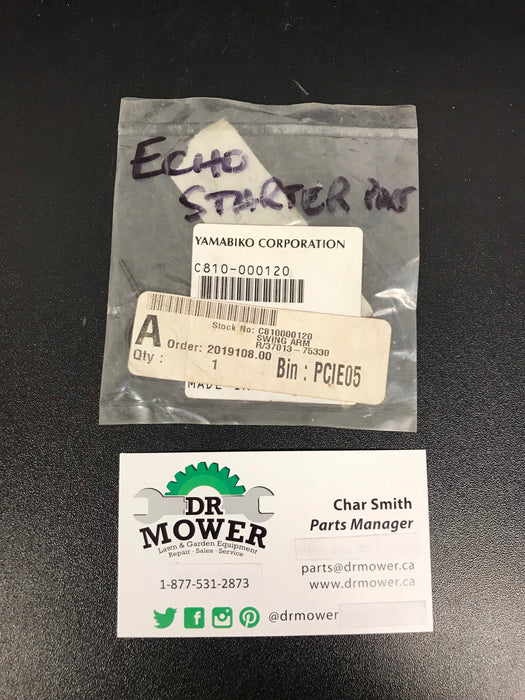 ECHO
STARTER
YAMABIKO CORPORATION
C810-000120
A
Stock No: C810000120
SWING ARM
R/37013-75330
Order: 2019108.00
Qty :
1
Bin : PCIE05
MADE
DR
MOWER
Lawn & Garden Equipment
Repair · Sales · Service
1-877-531-2873
@drmower
Char Smith
Parts Manager
parts@drmower.ca
www.drmower.ca